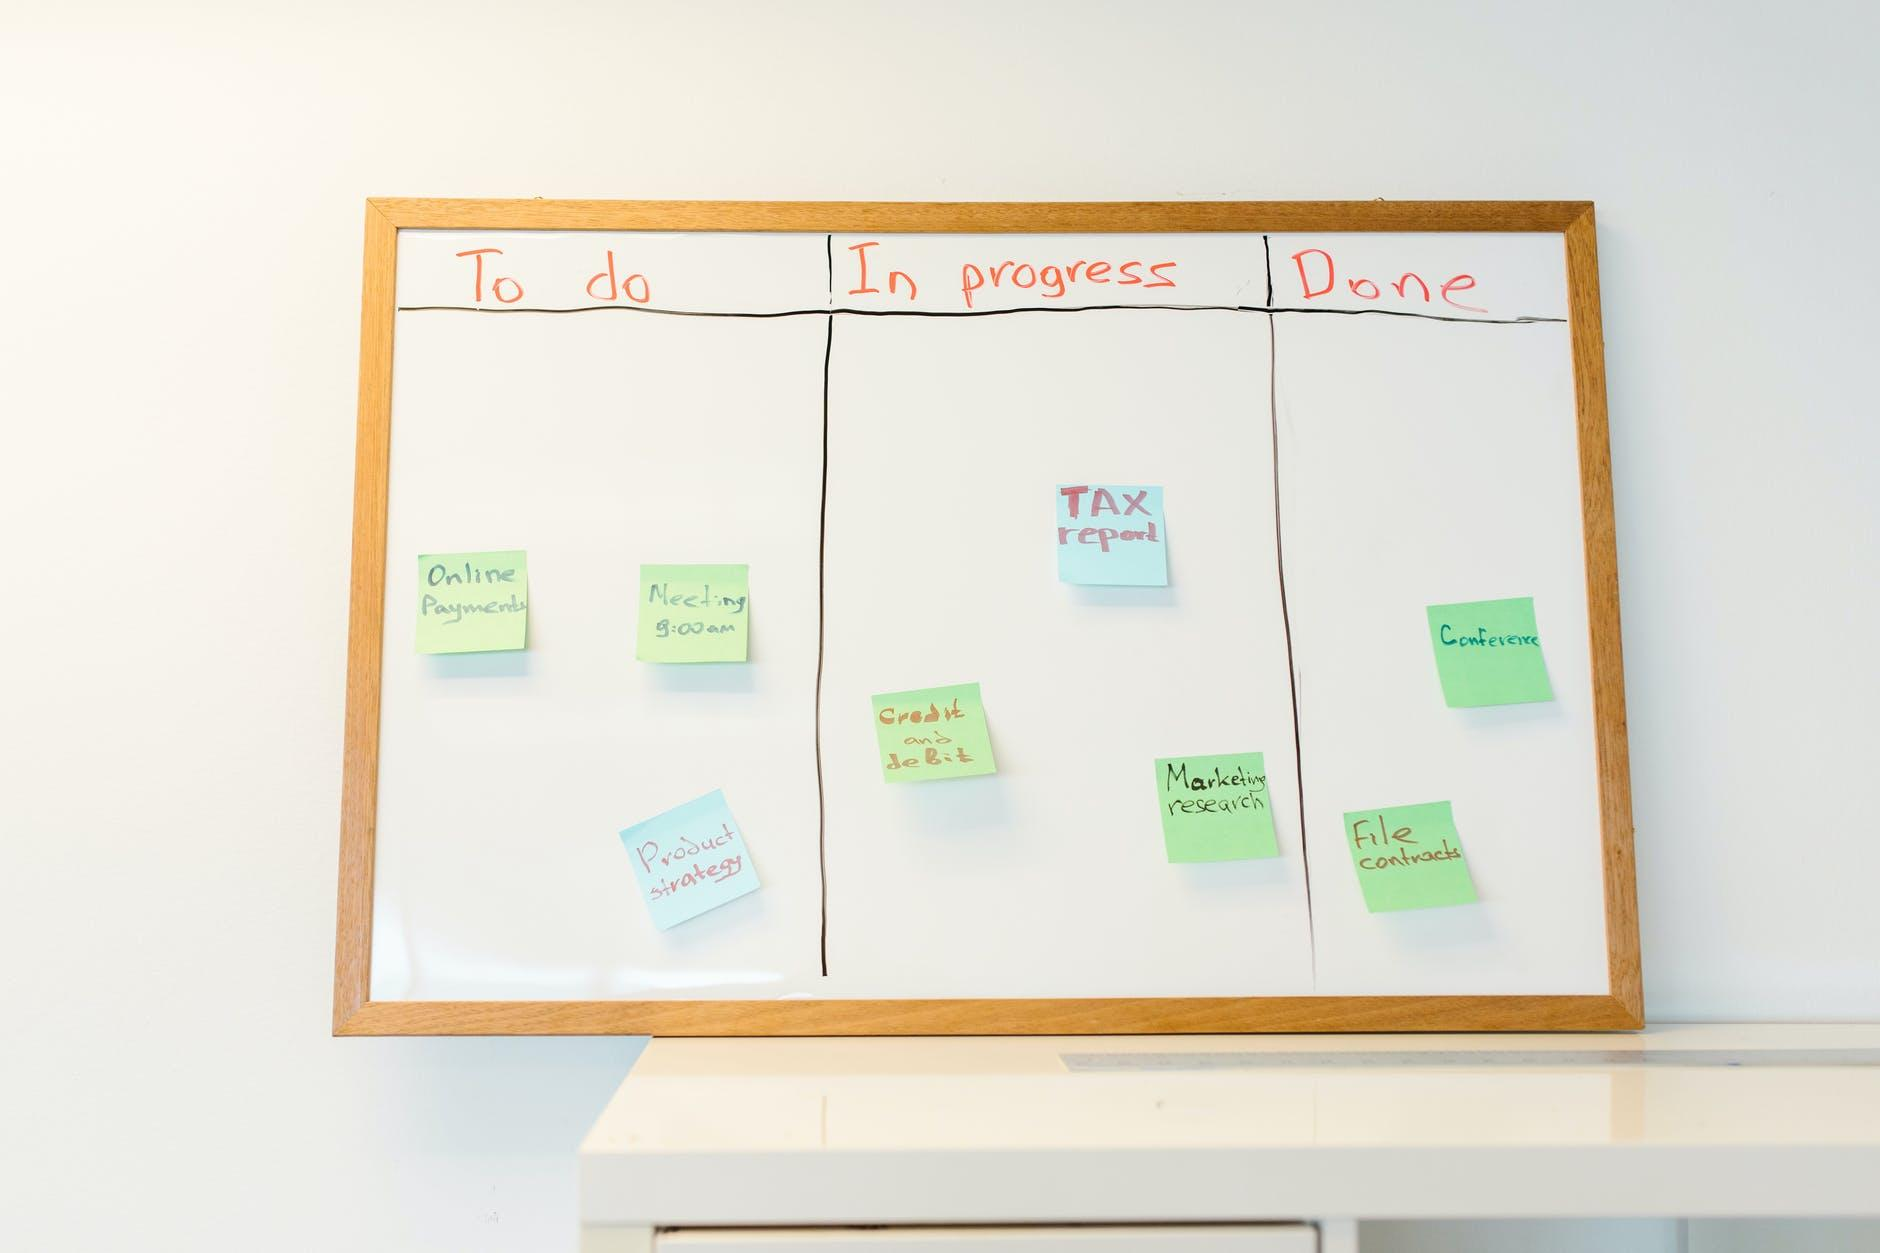 To do
In progress
Done
Online
Payments
Meeting
9:00am
Product
strategy
TAX
report
Credit
and
debit
Marketing
research
Conference
File
contracts